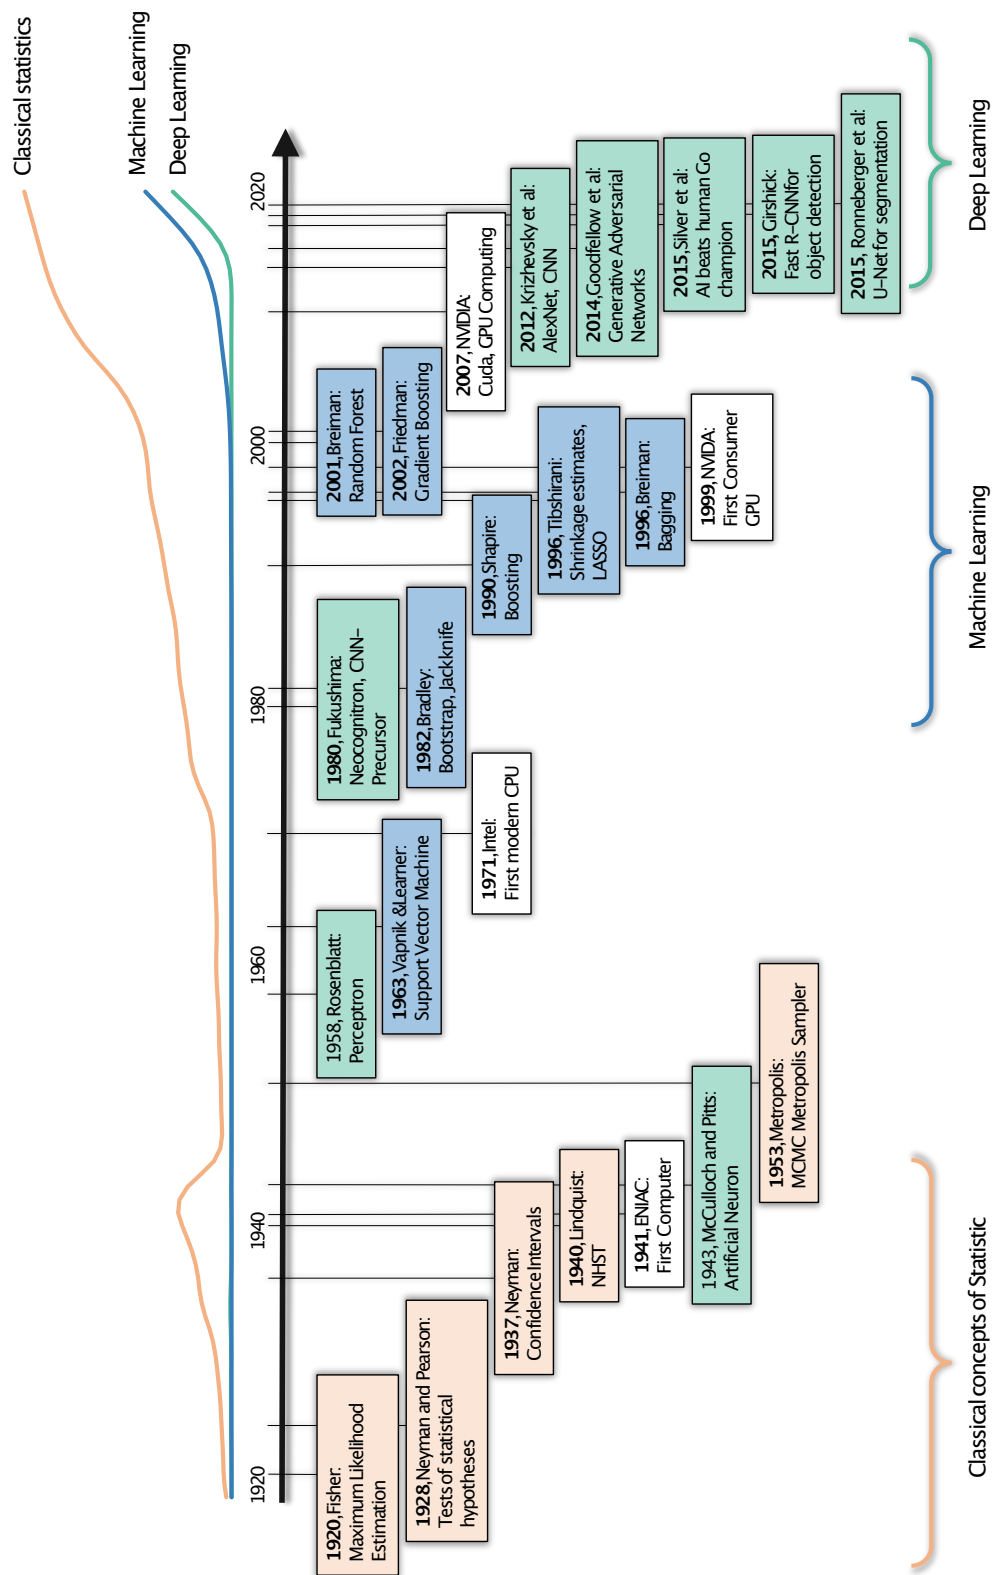 Classical statistics
Machine Learning
Deep Learning
1920
1940
1960
1980
2000
2020
1920, Fisher:
Maximum Likelihood
Estimation
1928, Neyman and Pearson:
Tests of statistical
hypotheses
1937, Neyman:
Confidence Intervals
1940, Lindquist:
NHST
1941, ENIAC:
First Computer
1943, McCulloch and Pitts:
Artificial Neuron
1953, Metropolis:
MCMC Metropolis Sampler
1958, Rosenblatt:
Perceptron
1963, Vapnik &Learner:
Support Vector Machine
1971, Intel:
First modern CPU
1980, Fukushima:
Neocognitron, CNN–
Precursor
1982, Bradley:
Bootstrap, Jackknife
1990, Shapire:
Boosting
1996, Tibshirani:
Shrinkage estimates,
LASSO
1996, Breiman:
Bagging
1999, NVIDA:
First Consumer
GPU
2001, Breiman:
Random Forest
2002, Friedman:
Gradient Boosting
2007, NVIDIA:
Cuda, GPU Computing
2012, Krizhevsky et al:
AlexNet, CNN
2014, Goodfellow et al:
Generative Adversarial
Networks
2015, Silver et al:
AI beats human Go
champion
2015, Girshick:
Fast R–CNNfor
object detection
2015, Ronneberger et al:
U–Net for segmentation
Classical concepts of Statistic
Machine Learning
Deep Learning